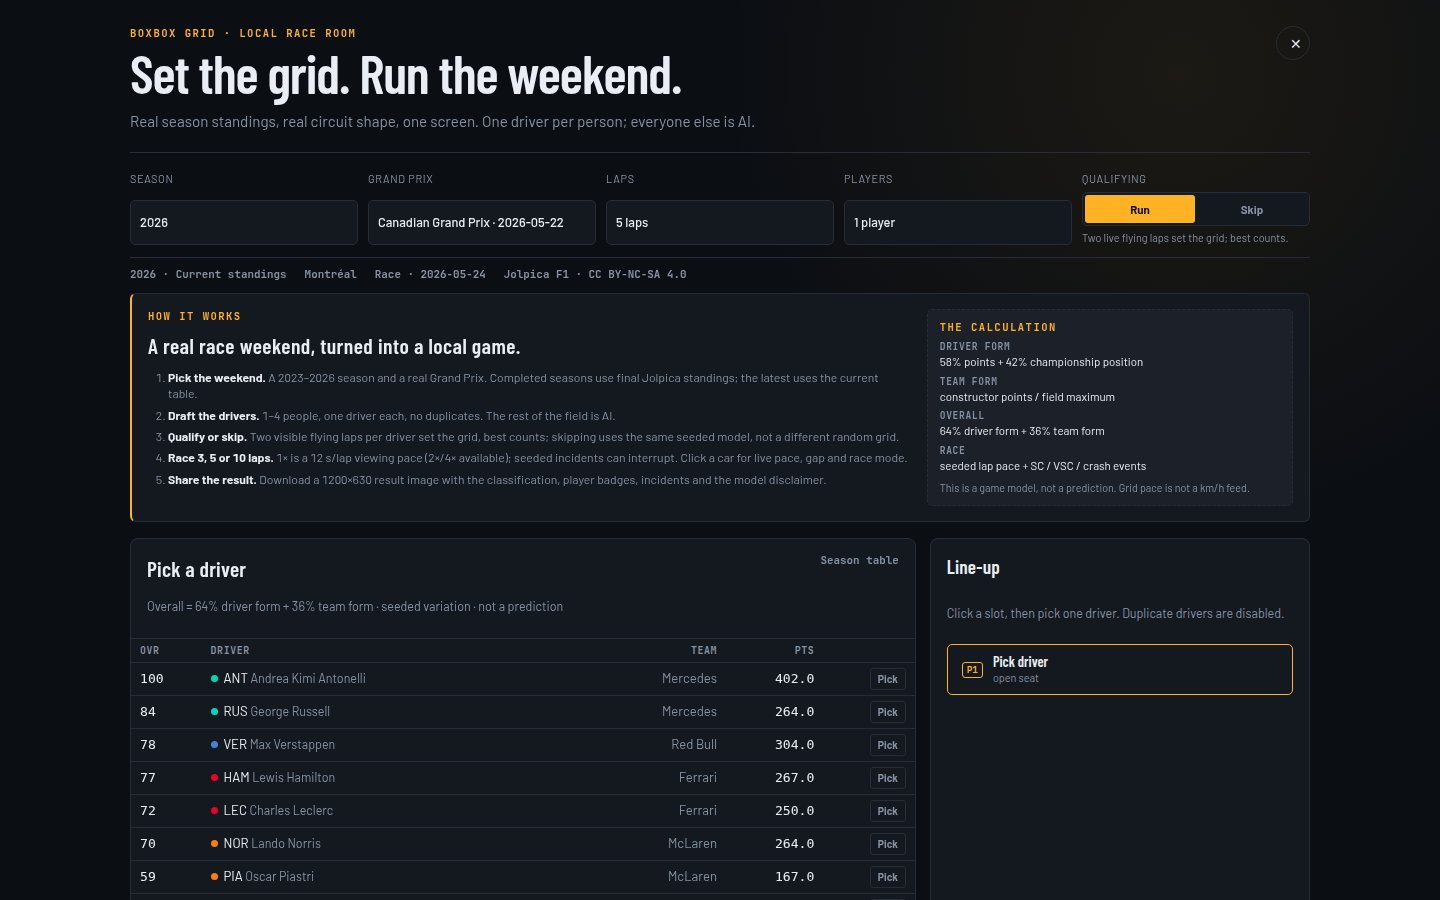 BOXBOX GRID · LOCAL RACE ROOM
Set the grid. Run the weekend.
Real season standings, real circuit shape, one screen. One driver per person; everyone else is AI.
✕
SEASON
GRAND PRIX
LAPS
PLAYERS
QUALIFYING
2026
Canadian Grand Prix · 2026-05-22
5 laps
1 player
Run
Skip
Two live flying laps set the grid; best counts.
2026 · Current standings Montréal Race · 2026-05-24 Jolpica F1 · CC BY-NC-SA 4.0
HOW IT WORKS
A real race weekend, turned into a local game.
1. Pick the weekend. A 2023–2026 season and a real Grand Prix. Completed seasons use final Jolpica standings; the latest uses the current
table.
2. Draft the drivers. 1–4 people, one driver each, no duplicates. The rest of the field is AI.
3. Qualify or skip. Two visible flying laps per driver set the grid, best counts; skipping uses the same seeded model, not a different random grid.
4. Race 3, 5 or 10 laps. 1× is a 12 s/lap viewing pace (2×/4× available); seeded incidents can interrupt. Click a car for live pace, gap and race mode.
5. Share the result. Download a 1200×630 result image with the classification, player badges, incidents and the model disclaimer.
THE CALCULATION
DRIVER FORM
58% points + 42% championship position
TEAM FORM
constructor points / field maximum
OVERALL
64% driver form + 36% team form
RACE
seeded lap pace + SC / VSC / crash events
This is a game model, not a prediction. Grid pace is not a km/h feed.
Pick a driver
Season table
Overall = 64% driver form + 36% team form · seeded variation · not a prediction
OVR DRIVER TEAM PTS
100 ANT Andrea Kimi Antonelli Mercedes 402.0 Pick
84 RUS George Russell Mercedes 264.0 Pick
78 VER Max Verstappen Red Bull 304.0 Pick
77 HAM Lewis Hamilton Ferrari 267.0 Pick
72 LEC Charles Leclerc Ferrari 250.0 Pick
70 NOR Lando Norris McLaren 264.0 Pick
59 PIA Oscar Piastri McLaren 167.0 Pick
Line-up
Click a slot, then pick one driver. Duplicate drivers are disabled.
P1
Pick driver
open seat